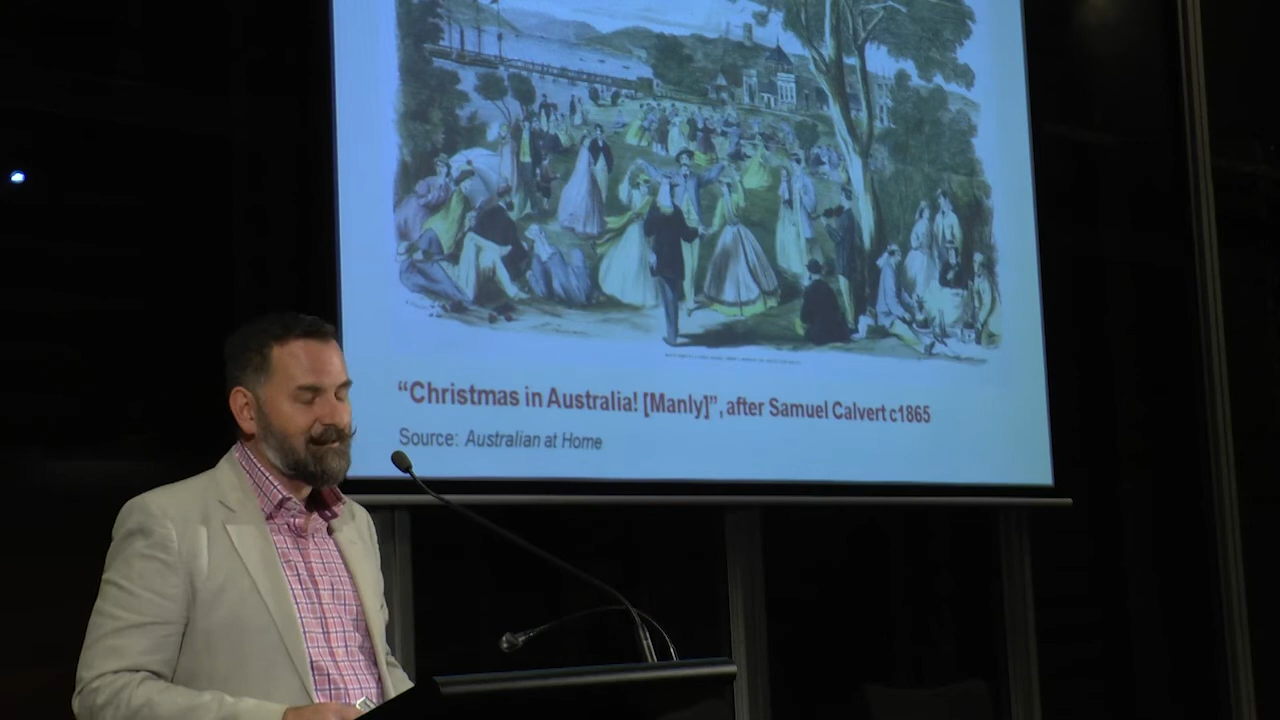 “Christmas in Australia! [Manly]”, after Samuel Calvert c1865
Source: Australian at Home